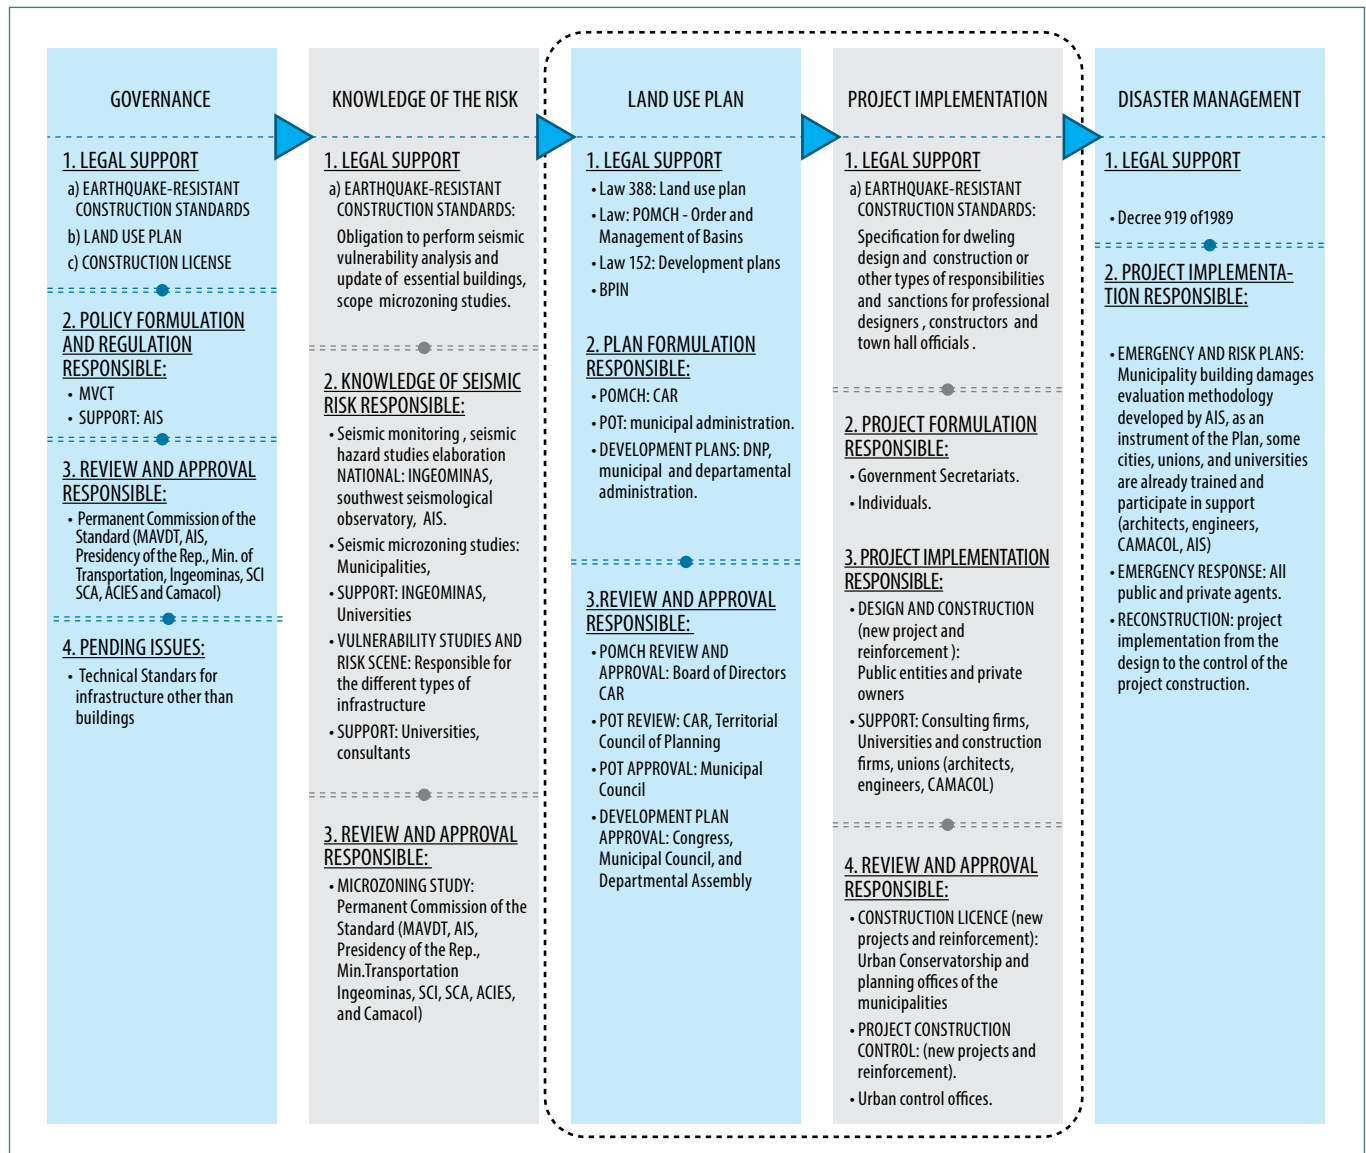 GOVERNANCE
1. LEGAL SUPPORT
a) EARTHQUAKE-RESISTANT
CONSTRUCTION STANDARDS
b) LAND USE PLAN
c) CONSTRUCTION LICENSE
2. POLICY FORMULATION
AND REGULATION
RESPONSIBLE:
• MVCT
• SUPPORT: AIS
3. REVIEW AND APPROVAL
RESPONSIBLE:
• Permanent Commission of the
Standard (MAVDT, AIS,
Presidency of the Rep., Min. of
Transportation, Ingeominas, SCI
SCA, ACIES and Camacol)
4. PENDING ISSUES:
• Technical Standars for
infrastructure other than
buildings
KNOWLEDGE OF THE RISK
1. LEGAL SUPPORT
a) EARTHQUAKE-RESISTANT
CONSTRUCTION STANDARDS:
Obligation to perform seismic
vulnerability analysis and
update of essential buildings,
scope microzoning studies.
2. KNOWLEDGE OF SEISMIC
RISK RESPONSIBLE:
• Seismic monitoring , seismic
hazard studies elaboration
NATIONAL: INGEOMINAS,
southwest seismological
observatory, AIS.
• Seismic microzoning studies:
Municipalities,
• SUPPORT: INGEOMINAS,
Universities
• VULNERABILITY STUDIES AND
RISK SCENE: Responsible for
the different types of
infrastructure
• SUPPORT: Universities,
consultants
3. REVIEW AND APPROVAL
RESPONSIBLE:
• MICROZONING STUDY:
Permanent Commission of the
Standard (MAVDT, AIS,
Presidency of the Rep.,
Min.Transportation
Ingeominas, SCI, SCA, ACIES,
and Camacol)
LAND USE PLAN
1. LEGAL SUPPORT
• Law 388: Land use plan
• Law: POMCH - Order and
Management of Basins
• Law 152: Development plans
• BPIN
2. PLAN FORMULATION
RESPONSIBLE:
• POMCH: CAR
• POT: municipal administration.
• DEVELOPMENT PLANS: DNP,
municipal and departamental
administration.
3.REVIEW AND APPROVAL
RESPONSIBLE:
• POMCH REVIEW AND
APPROVAL: Board of Directors
CAR
• POT REVIEW: CAR, Territorial
Council of Planning
• POT APPROVAL: Municipal
Council
• DEVELOPMENT PLAN
APPROVAL: Congress,
Municipal Council, and
Departmental Assembly
PROJECT IMPLEMENTATION
1. LEGAL SUPPORT
a) EARTHQUAKE-RESISTANT
CONSTRUCTION STANDARDS:
Specification for dweling
design and construction or
other types of responsibilities
and sanctions for professional
designers , constructors and
town hall officials .
2. PROJECT FORMULATION
RESPONSIBLE:
• Government Secretariats.
• Individuals.
3. PROJECT IMPLEMENTATION
RESPONSIBLE:
• DESIGN AND CONSTRUCTION
(new project and
reinforcement ):
Public entities and private
owners
• SUPPORT: Consulting firms,
Universities and construction
firms, unions (architects,
engineers, CAMACOL)
4. REVIEW AND APPROVAL
RESPONSIBLE:
• CONSTRUCTION LICENCE (new
projects and reinforcement):
Urban Conservatorship and
planning offices of the
municipalities
• PROJECT CONSTRUCTION
CONTROL: (new projects and
reinforcement).
• Urban control offices.
DISASTER MANAGEMENT
1. LEGAL SUPPORT
• Decree 919 of1989
2. PROJECT IMPLEMENTA-
TION RESPONSIBLE:
• EMERGENCY AND RISK PLANS:
Municipality building damages
evaluation methodology
developed by AIS, as an
instrument of the Plan, some
cities, unions, and universities
are already trained and
participate in support
(architects, engineers,
CAMACOL, AIS)
• EMERGENCY RESPONSE: All
public and private agents.
• RECONSTRUCTION: project
implementation from the
design to the control of the
project construction.